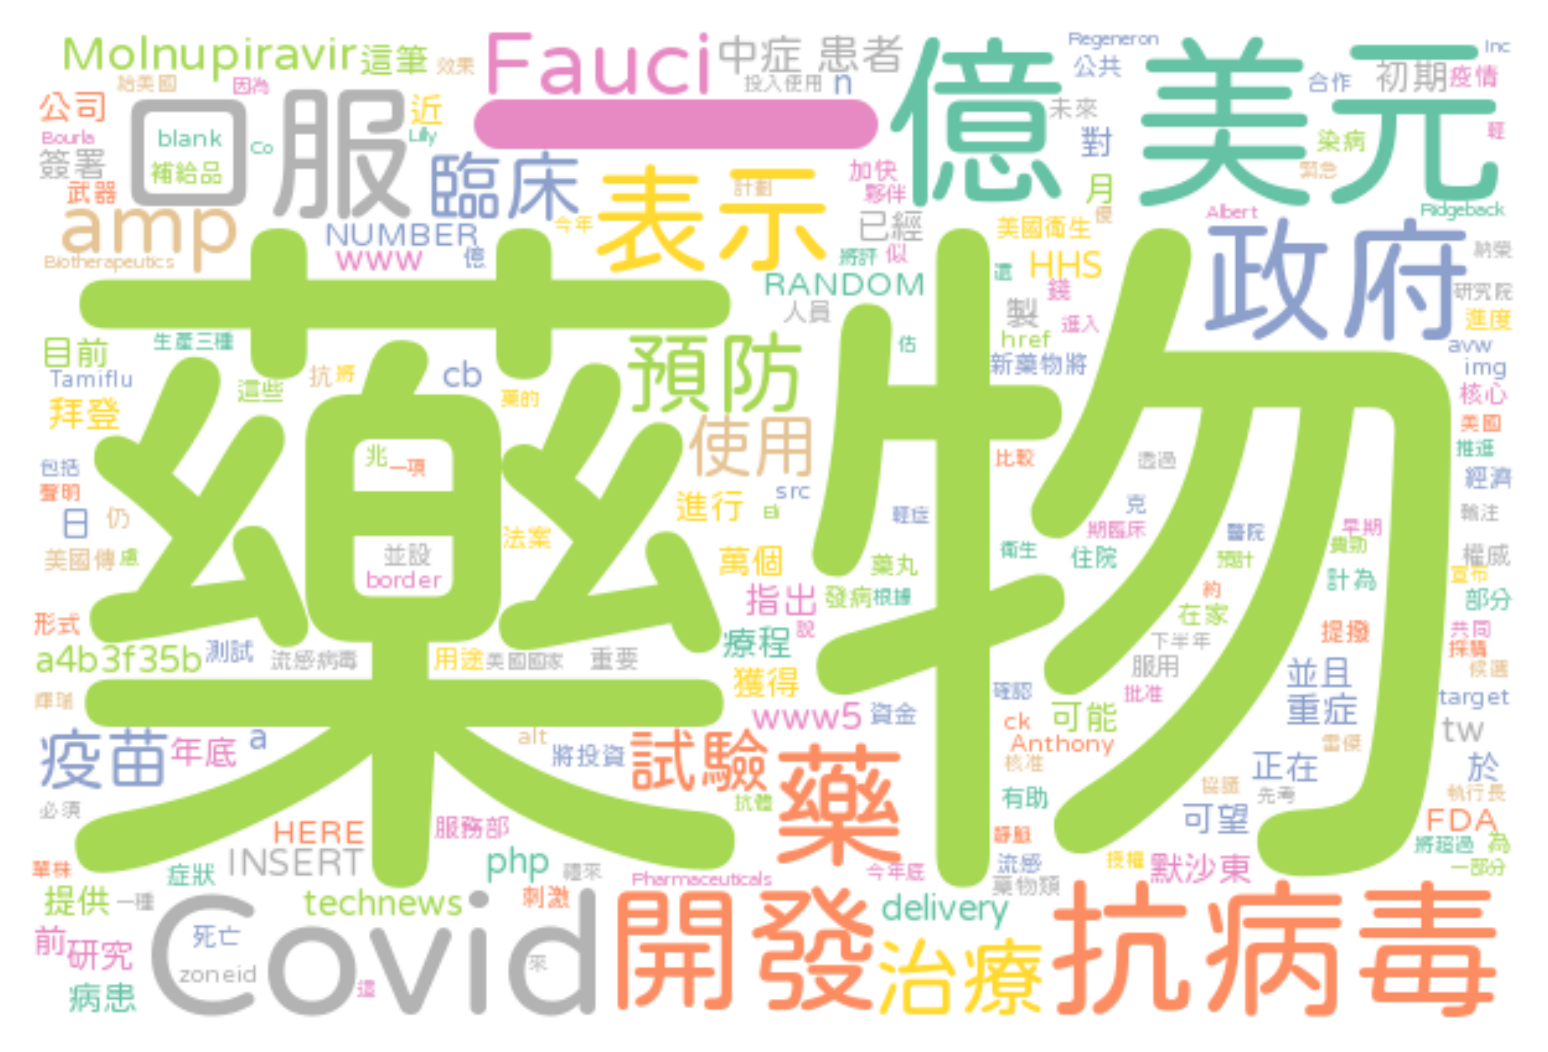 Molnupiravir 這筆 效果 Fauci 中症 患者 億 美元 Regeneron Inc
給美國 因為 投入使用 n 公共 合作 初期 疫情
公司 口服 近 一 未來 對 染病 輕
Bourla blank Co Lilly 簽署 補給品 臨床 表示 加快 緊急
武器 計劃 夥伴 月 Albert Ridgeback
amp NUMBER 今年 已經 美國衛生 政府 納榮
Biotherapeutics www 億 將評 似 還 HHS
藥物
RANDOM 錢 研究院
人員 製 進入 進度
目前 生產三種 預防 估 href avw
Tamiflu 這些 抗 將 cb 新藥物將 img
拜登 藥的 使用 核心 美國
包括 兆 一項 比較 透過 推進
聲明 src 進行 經濟
日 仍 法案 輕症 克 期臨床 醫院 早期 輸注
美國傳 並設 萬個 藥丸 衛生 住院 預計 費勁 權威
border 指出 發病 根據 約 計為 宣布 部分
形式 測試 療程 說 在家 提撥 共同
a4b3f35b 流感病毒 用途 美國國家 重要 下半年 採購
輝瑞 獲得 服用 並且 候選
確認 批准 重症 target
疫苗 年底 a alt www5 資金 ck 可能 tw
將投資 試驗 藥 Anthony 雷傑 正在 於
必須 抗體 核准 有助 協議 先考 執行長
HERE 服務部 靜脈 可望 FDA
單株 症狀 INSERT php 禮來 今年底 流感 授權 默沙東 將超過 為
Pharmaceuticals 藥物類 一部分
提供 一種 technews 刺激 開發 delivery 抗病毒
前 研究 死亡 Covid 治療
病患 zoneid 這 來